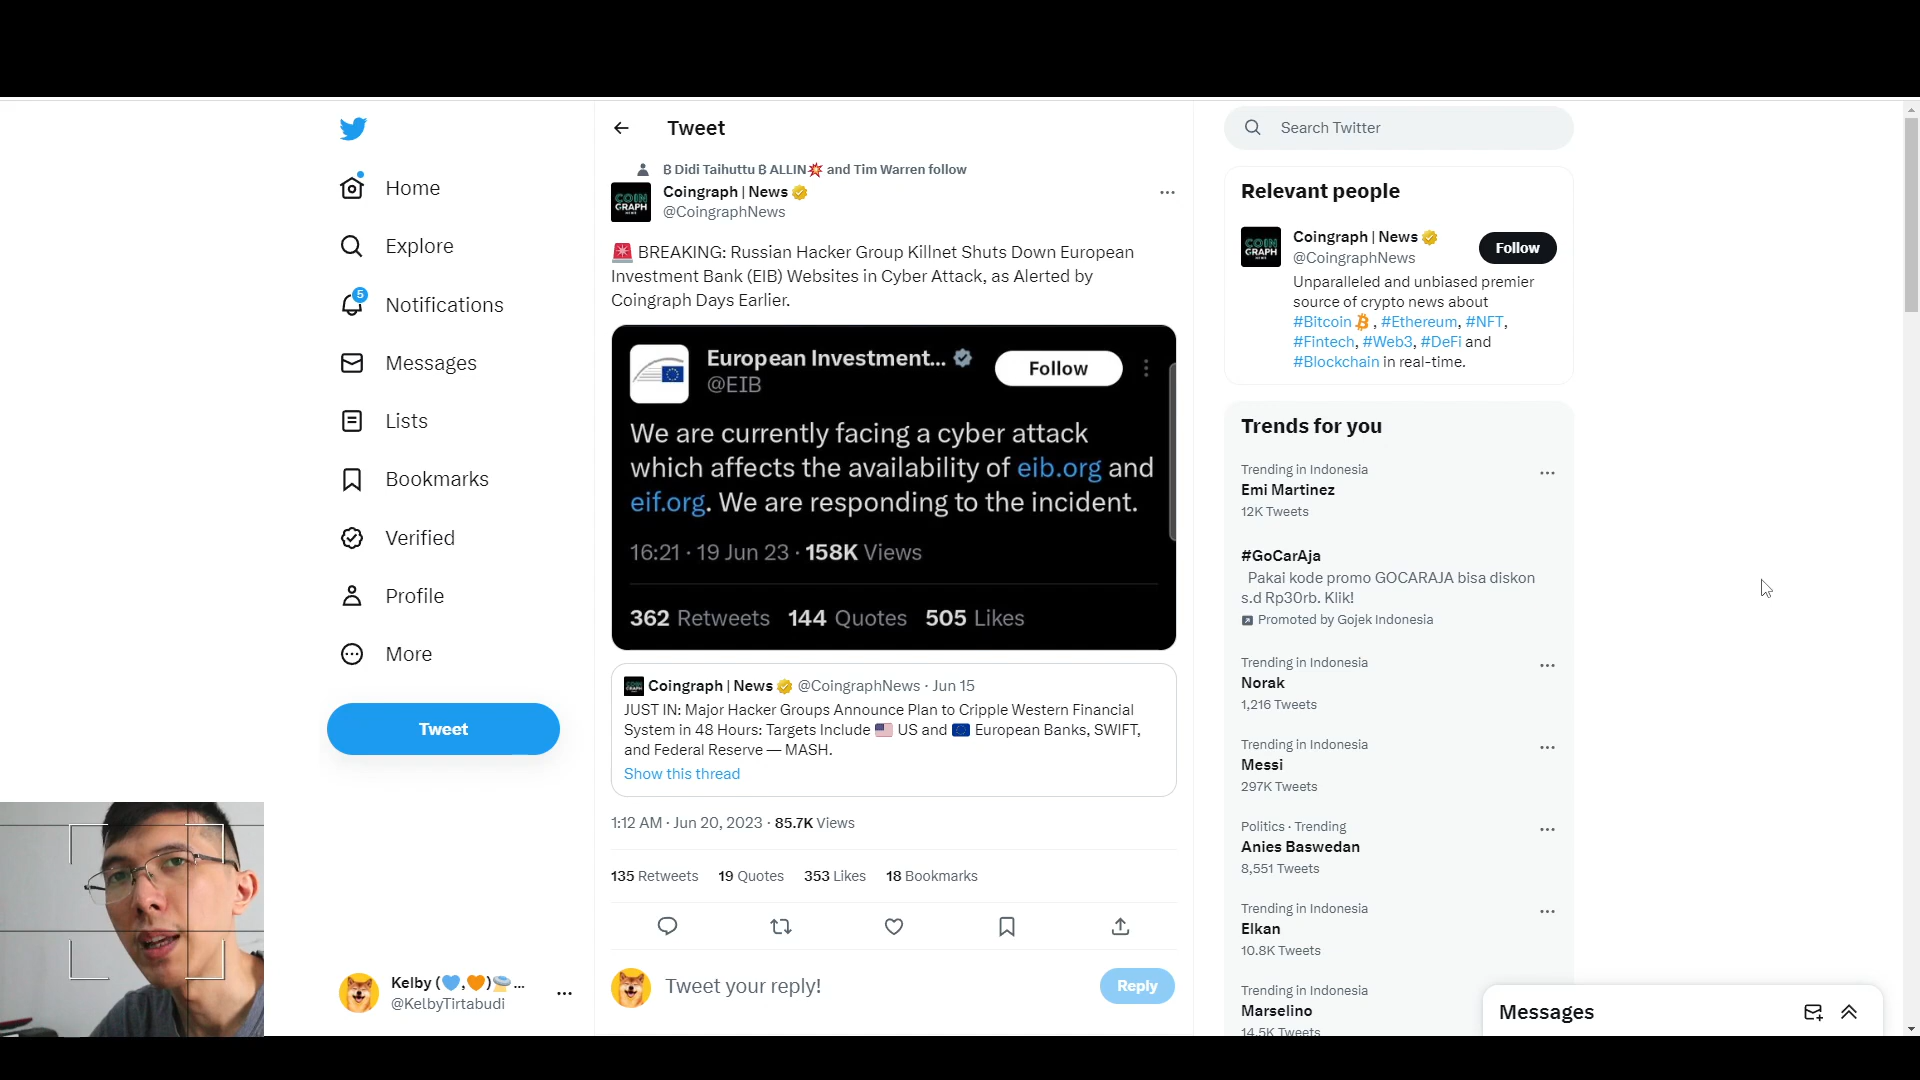 Home
Explore
5
Notifications
Messages
Lists
Bookmarks
Verified
Profile
More
Tweet
Kelby (💙,🧡)...
@KelbyTirtabudi
Tweet
B Didi Taihuttu B ALLIN💥 and Tim Warren follow
COIN
GRAPH
Coingraph | News
@CoingraphNews
🚨 BREAKING: Russian Hacker Group Killnet Shuts Down European
Investment Bank (EIB) Websites in Cyber Attack, as Alerted by
Coingraph Days Earlier.
European Investment...
@EIB
Follow
We are currently facing a cyber attack
which affects the availability of eib.org and
eif.org. We are responding to the incident.
16:21 · 19 Jun 23 · 158K Views
362 Retweets 144 Quotes 505 Likes
Coingraph | News @CoingraphNews · Jun 15
JUST IN: Major Hacker Groups Announce Plan to Cripple Western Financial
System in 48 Hours: Targets Include 🇺🇸 US and 🇪🇺 European Banks, SWIFT,
and Federal Reserve — MASH.
Show this thread
1:12 AM · Jun 20, 2023 · 85.7K Views
135 Retweets 19 Quotes 353 Likes 18 Bookmarks
Tweet your reply!
Reply
Search Twitter
Relevant people
COIN
GRAPH
Coingraph | News
@CoingraphNews
Follow
Unparalleled and unbiased premier
source of crypto news about
#Bitcoin , #Ethereum, #NFT,
#Fintech, #Web3, #DeFi and
#Blockchain in real-time.
Trends for you
Trending in Indonesia
Emi Martinez
12K Tweets
#GoCarAja
Pakai kode promo GOCARAJA bisa diskon
s.d Rp30rb. Klik!
Promoted by Gojek Indonesia
Trending in Indonesia
Norak
1,216 Tweets
Trending in Indonesia
Messi
297K Tweets
Politics · Trending
Anies Baswedan
8,551 Tweets
Trending in Indonesia
Elkan
10.8K Tweets
Trending in Indonesia
Marselino
14.5K Tweets
Messages